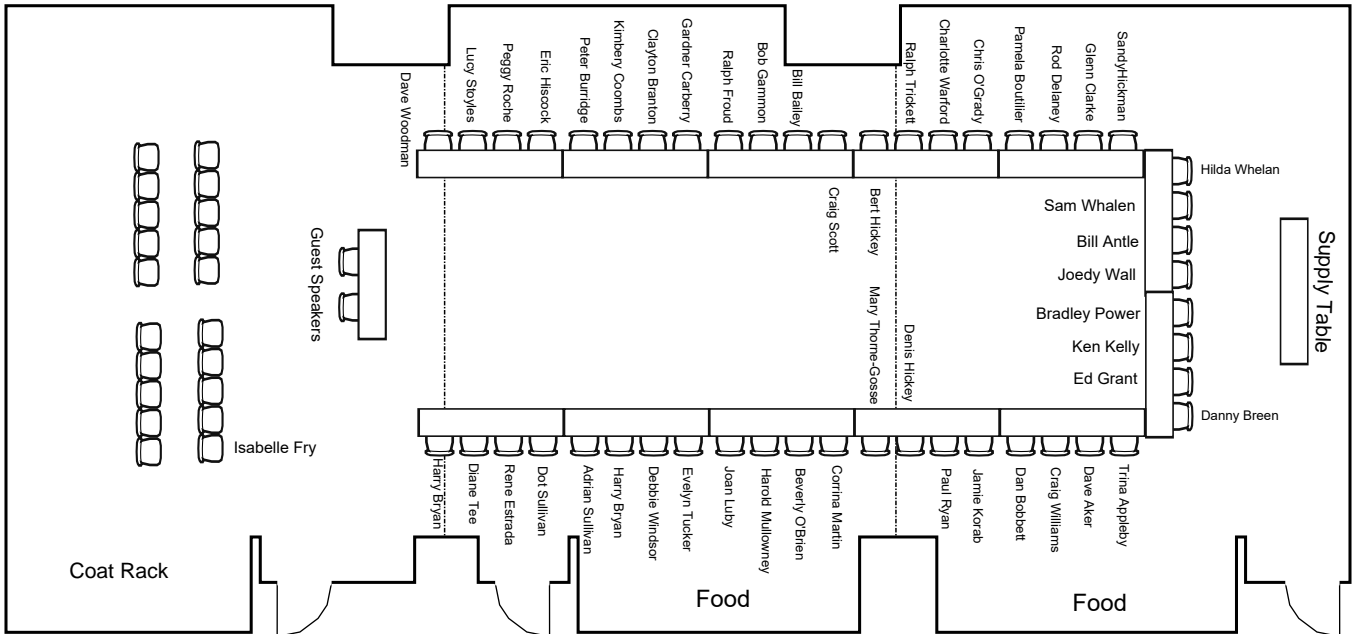 Dave Woodman
Lucy Stoyles
Peggy Roche
Eric Hiscock
Peter Burridge
Kimbery Coombs
Clayton Branton
Gardner Carberry
Ralph Froud
Bob Gammon
Bill Bailey
Craig Scott
Bert Hickey
Ralph Trickett
Charlotte Warford
Chris O'Grady
Pamela Boutilier
Rod Delaney
Glenn Clarke
SandyHickman
Hilda Whelan
Sam Whalen
Bill Antle
Joedy Wall
Bradley Power
Ken Kelly
Ed Grant
Danny Breen
Supply Table
Guest Speakers
Mary Thorne-Gosse
Denis Hickey
Isabelle Fry
Harry Bryan
Diane Tee
Rene Estrada
Dot Sullivan
Adrian Sullivan
Harry Bryan
Debbie Windsor
Evelyn Tucker
Joan Luby
Harold Mullowney
Beverly O'Brien
Corrina Martin
Paul Ryan
Jamie Korab
Dan Bobbett
Craig Williams
Dave Aker
Trina Appleby
Coat Rack
Food
Food